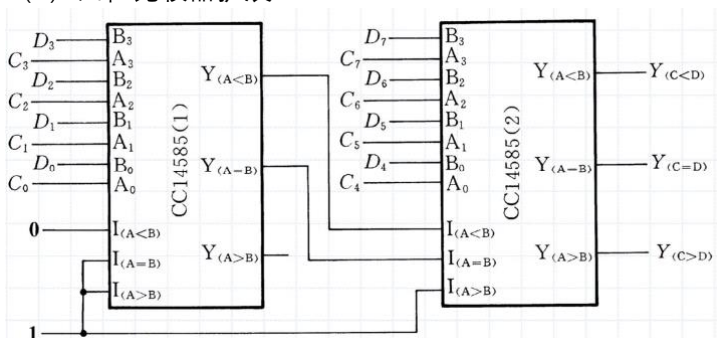 D₃
C₃
D₂
C₂
D₁
C₁
D₀
C₀
0
1
B₃
A₃
B₂
A₂
B₁
A₁
B₀
A₀
I(A<B)
I(A=B)
I(A>B)
CC14585(1)
Y(A<B)
Y(A=B)
Y(A>B)
D₇
C₇
D₆
C₆
D₅
C₅
D₄
C₄
B₃
A₃
B₂
A₂
B₁
A₁
B₀
A₀
I(A<B)
I(A=B)
I(A>B)
CC14585(2)
Y(A<B)
Y(A=B)
Y(A>B)
Y(C<D)
Y(C=D)
Y(C>D)